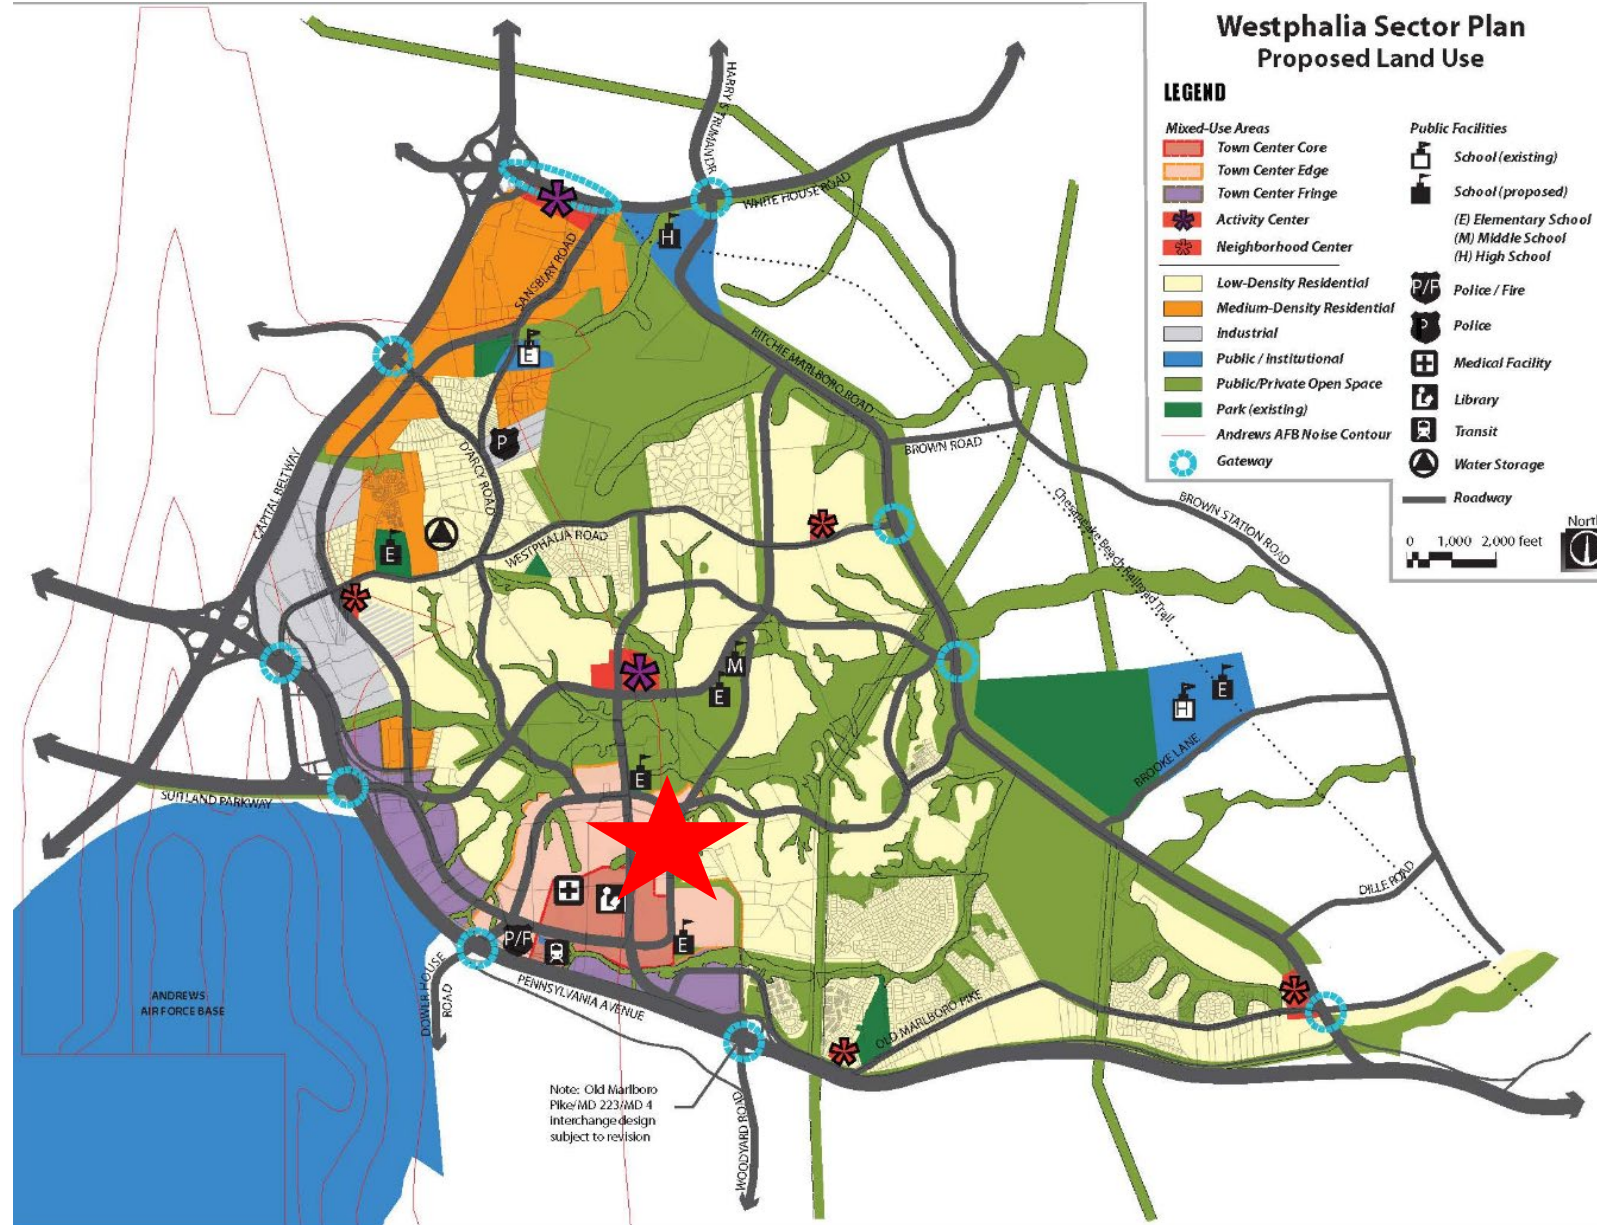 Westphalia Sector Plan
Proposed Land Use
LEGEND
Mixed-Use Areas
Town Center Core
Town Center Edge
Town Center Fringe
Activity Center
Neighborhood Center
Low-Density Residential
Medium-Density Residential
Industrial
Public / Institutional
Public/Private Open Space
Park (existing)
Andrews AFB Noise Contour
Gateway
Public Facilities
School (existing)
School (proposed)
(E) Elementary School
(M) Middle School
(H) High School
P/F
Police / Fire
P
Police
Medical Facility
Library
Transit
Water Storage
Roadway
North
0 1,000 2,000 feet
HARRY S TRUMAN DR
WHITE HOUSE ROAD
H
SANSBURY ROAD
E
RITCHIE MARLBORO ROAD
P
D'ARCY ROAD
CAPITAL BELTWAY
BROWN ROAD
BROWN STATION ROAD
Chesapeake Beach Railroad Trail
WESTPHALIA ROAD
E
M
E
H
E
BROOKE LANE
E
SUITLAND PARKWAY
DILLE ROAD
P/F
E
DOWER HOUSE
ROAD
PENNSYLVANIA AVENUE
OLD MARLBORO PIKE
ANDREWS
AIR FORCE BASE
Note: Old Marlboro
Pike/MD 223/MD 4
interchange design
subject to revision
WOODYARD ROAD